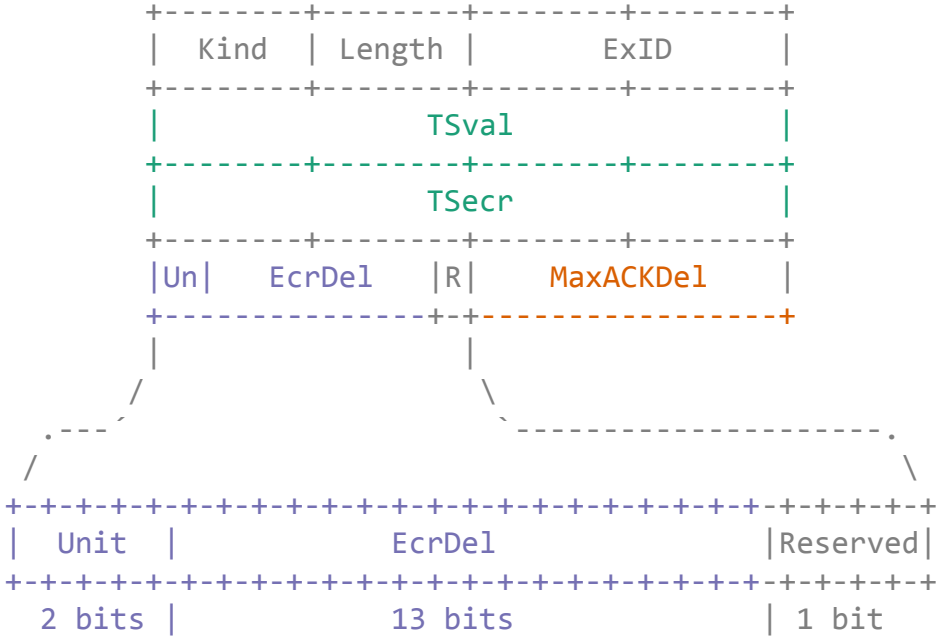 +--------+--------+--------+--------+
| Kind | Length | ExID |
+--------+--------+--------+--------+
| TSval |
+--------+--------+--------+--------+
| TSecr |
+--------+--------+--------+--------+
|Un| EcrDel |R| MaxACKDel |
+---------------+-+-----------------+
| |
/ \
.---´ `---------------------.
/ \
+-+-+-+-+-+-+-+-+-+-+-+-+-+-+-+-+-+-+-+-+-+-+
| Unit | EcrDel |Reserved|
+-+-+-+-+-+-+-+-+-+-+-+-+-+-+-+-+-+-+-+-+-+-+
2 bits | 13 bits | 1 bit